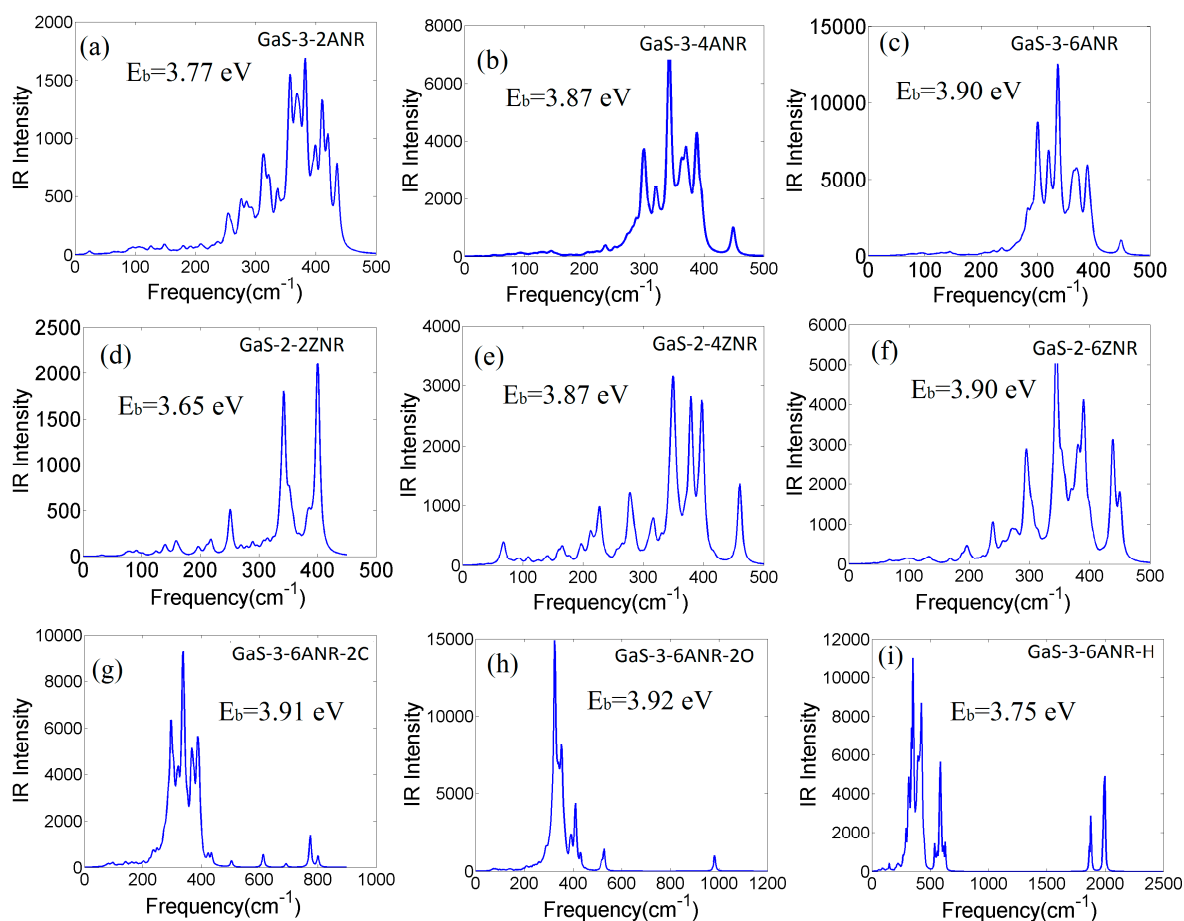 (a)
GaS-3-2ANR
E_b=3.77 eV
IR Intensity
2000
1500
1000
500
0
0 100 200 300 400 500
Frequency(cm⁻¹)
(b)
GaS-3-4ANR
E_b=3.87 eV
IR Intensity
8000
6000
4000
2000
0
0 100 200 300 400 500
Frequency(cm⁻¹)
(c)
GaS-3-6ANR
E_b=3.90 eV
IR Intensity
15000
10000
5000
0
0 100 200 300 400 500
Frequency(cm⁻¹)
(d)
GaS-2-2ZNR
E_b=3.65 eV
IR Intensity
2500
2000
1500
1000
500
0
0 100 200 300 400 500
Frequency(cm⁻¹)
(e)
GaS-2-4ZNR
E_b=3.87 eV
IR Intensity
4000
3000
2000
1000
0
0 100 200 300 400 500
Frequency(cm⁻¹)
(f)
GaS-2-6ZNR
E_b=3.90 eV
IR Intensity
6000
5000
4000
3000
2000
1000
0
0 100 200 300 400 500
Frequency(cm⁻¹)
(g)
GaS-3-6ANR-2C
E_b=3.91 eV
IR Intensity
10000
8000
6000
4000
2000
0
0 200 400 600 800 1000
Frequency(cm⁻¹)
(h)
GaS-3-6ANR-2O
E_b=3.92 eV
IR Intensity
15000
10000
5000
0
0 200 400 600 800 1000 1200
Frequency(cm⁻¹)
(i)
GaS-3-6ANR-H
E_b=3.75 eV
IR Intensity
12000
10000
8000
6000
4000
2000
0
0 500 1000 1500 2000 2500
Frequency(cm⁻¹)